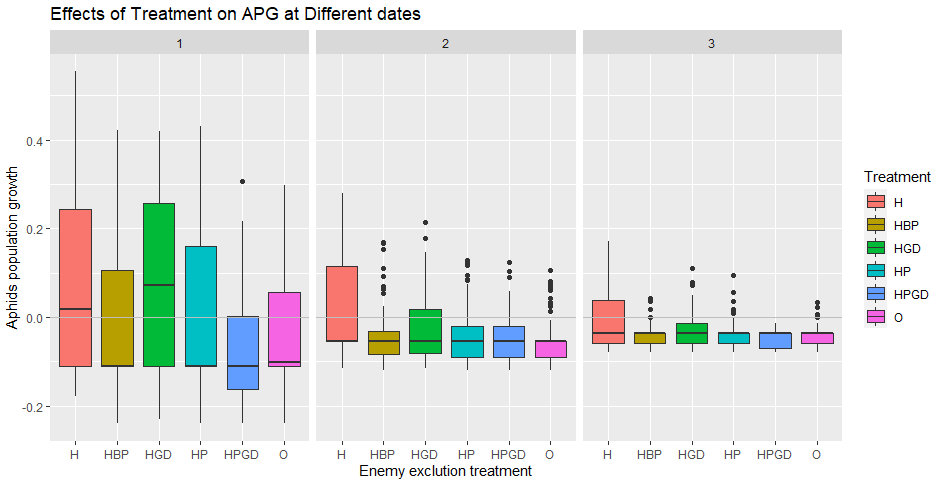 Effects of Treatment on APG at Different dates
1
2
3
Aphids population growth
0.4
0.2
0.0
-0.2
H HBP HGD HP HPGD O
H HBP HGD HP HPGD O
H HBP HGD HP HPGD O
Enemy exclution treatment
Treatment
H
HBP
HGD
HP
HPGD
O